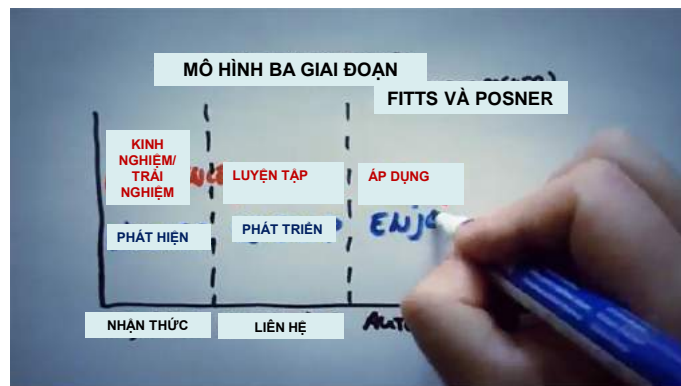 MÔ HÌNH BA GIAI ĐOẠN
FITTS VÀ POSNER
KINH
NGHIỆM/
TRẢI
NGHIỆM
LUYỆN TẬP
ÁP DỤNG
PHÁT HIỆN
PHÁT TRIỂN
ENJO
NHẬN THỨC
LIÊN HỆ
AUTO